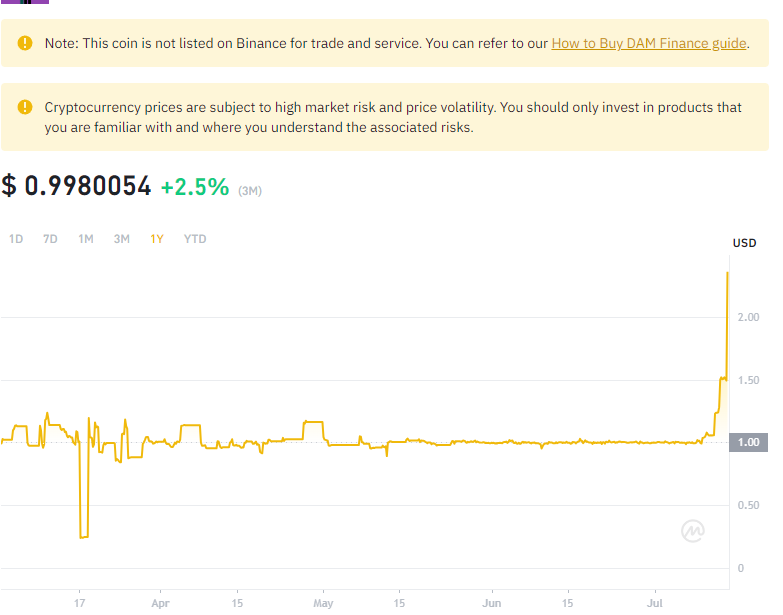 Note: This coin is not listed on Binance for trade and service. You can refer to our How to Buy DAM Finance guide.
Cryptocurrency prices are subject to high market risk and price volatility. You should only invest in products that
you are familiar with and where you understand the associated risks.
$ 0.9980054 +2.5% (3M)
1D 7D 1M 3M 1Y YTD
USD
2.00
1.50
1.00
0.50
0
17 Apr 15 May 15 Jun 15 Jul